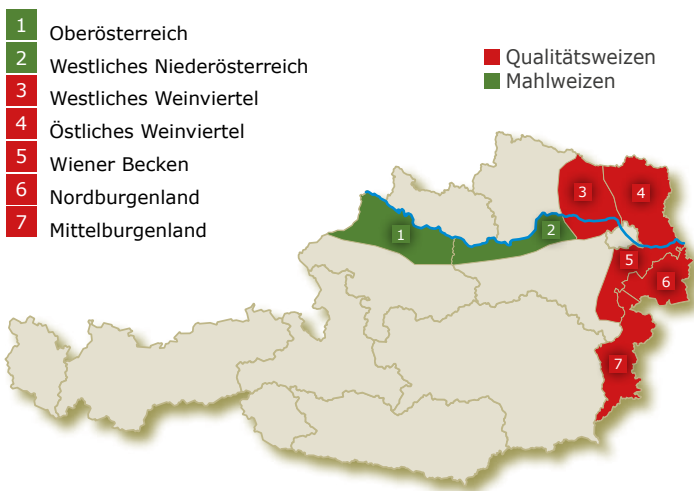 1 Oberösterreich
2 Westliches Niederösterreich
3 Westliches Weinviertel
4 Östliches Weinviertel
5 Wiener Becken
6 Nordburgenland
7 Mittelburgenland
Qualitätsweizen
Mahlweizen
1
2
3
4
5
6
7